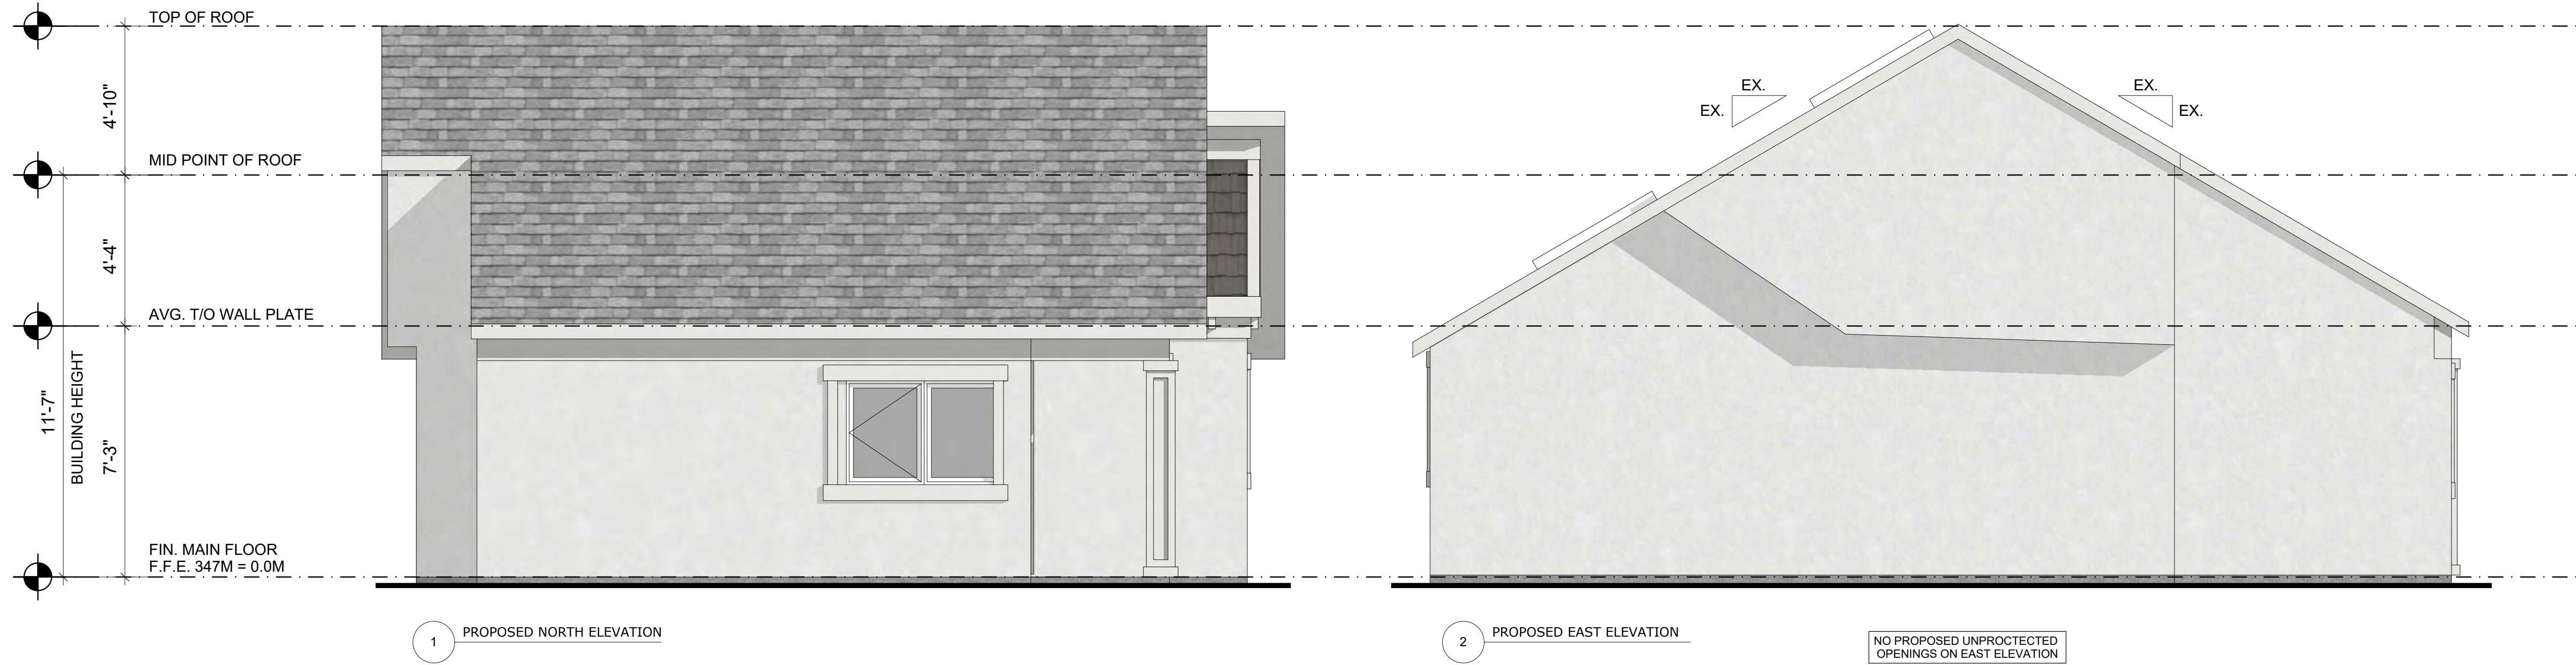 TOP OF ROOF
4'-10"
MID POINT OF ROOF
4'-4"
AVG. T/O WALL PLATE
11'-7"
BUILDING HEIGHT
7'-3"
FIN. MAIN FLOOR
F.F.E. 347M = 0.0M
1 PROPOSED NORTH ELEVATION
EX.
EX.
EX.
EX.
2 PROPOSED EAST ELEVATION
NO PROPOSED UNPROCTECTED
OPENINGS ON EAST ELEVATION